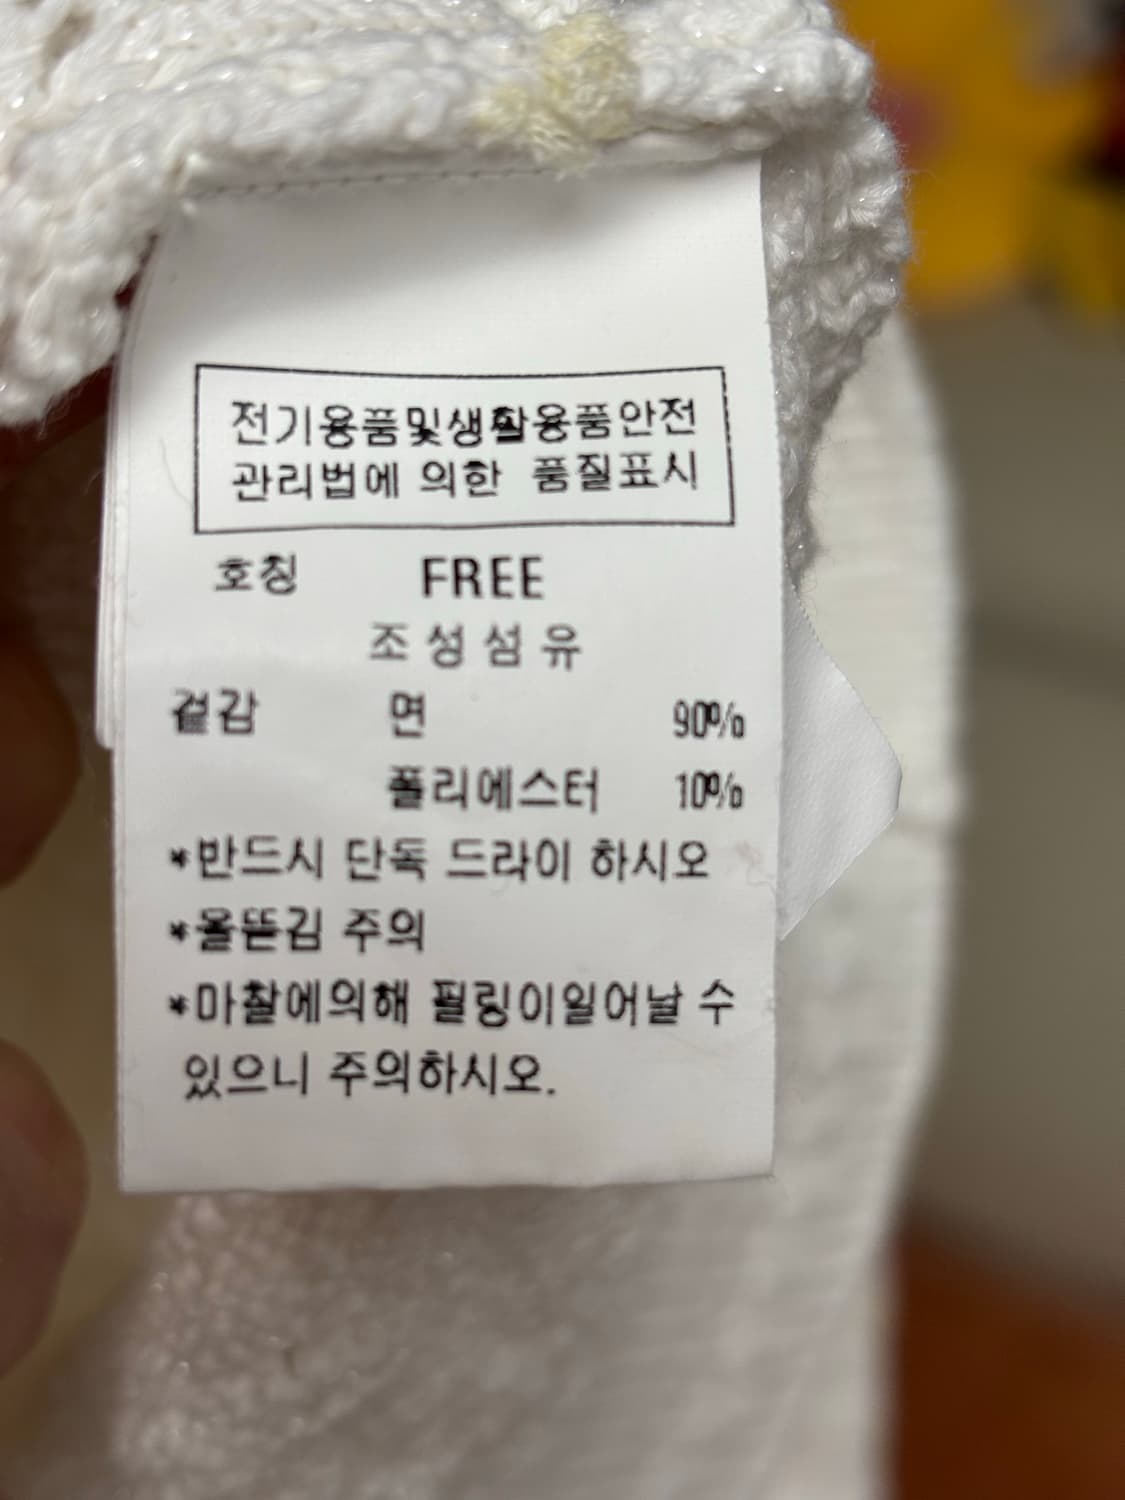 전기용품및생활용품안전
관리법에 의한 품질표시
호칭 FREE
조성섬유
겉감 면 90%
폴리에스터 10%
*반드시 단독 드라이 하시오
*올뜯김 주의
*마찰에의해 필링이일어날 수
있으니 주의하시오.